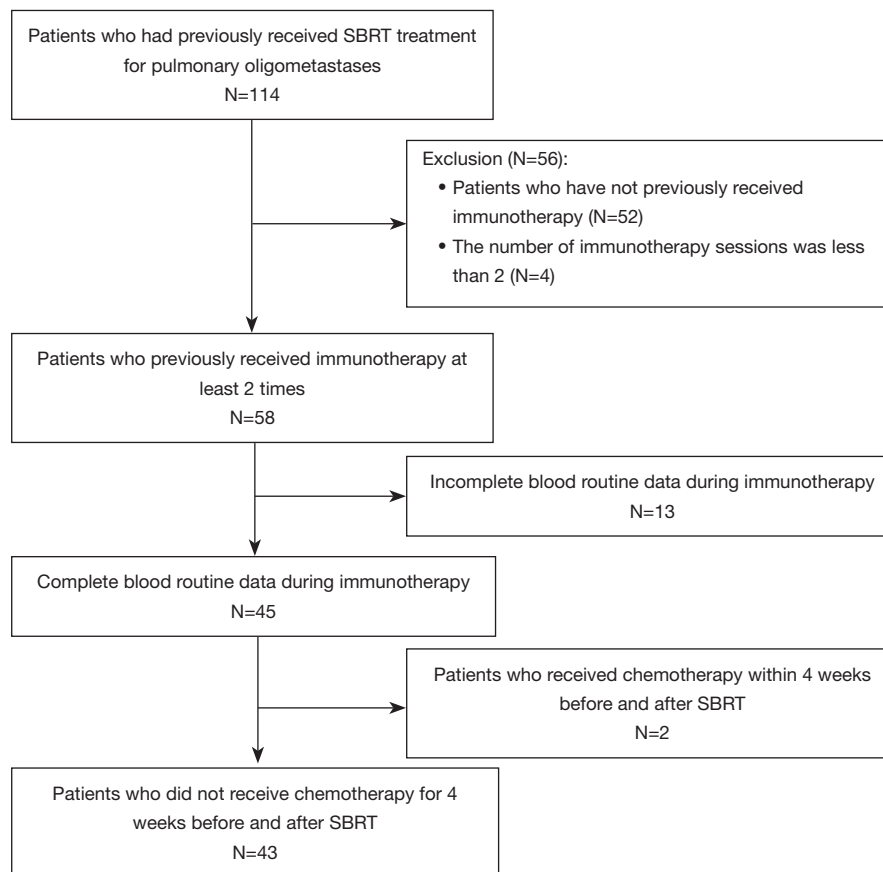 Patients who had previously received SBRT treatment
for pulmonary oligometastases
N=114
Exclusion (N=56):
• Patients who have not previously received
immunotherapy (N=52)
• The number of immunotherapy sessions was less
than 2 (N=4)
Patients who previously received immunotherapy at
least 2 times
N=58
Incomplete blood routine data during immunotherapy
N=13
Complete blood routine data during immunotherapy
N=45
Patients who received chemotherapy within 4 weeks
before and after SBRT
N=2
Patients who did not receive chemotherapy for 4
weeks before and after SBRT
N=43